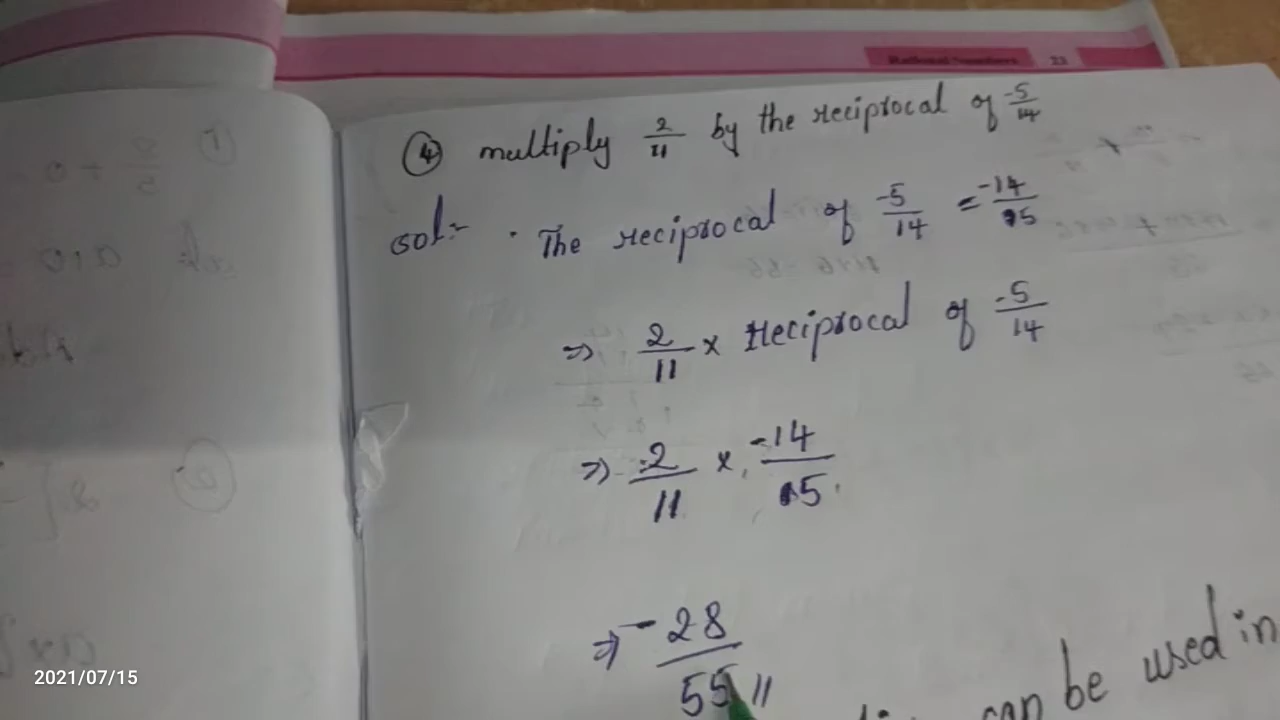 Rational Numbers 23
④ multiply 2/11 by the reciprocal of -5/14
sol:- . The reciprocal of -5/14 = -14/5
⇒ 2/11 × reciprocal of -5/14
⇒ 2/11 × -14/5
⇒ -28/55 //
can be used in
2021/07/15